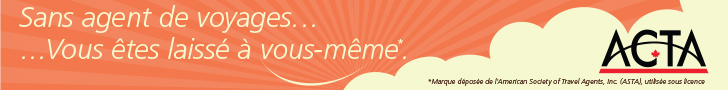 Sans agent de voyages…
…Vous êtes laissé à vous-même*.
ACTA
*Marque déposée de l'American Society of Travel Agents, Inc. (ASTA), utilisée sous licence